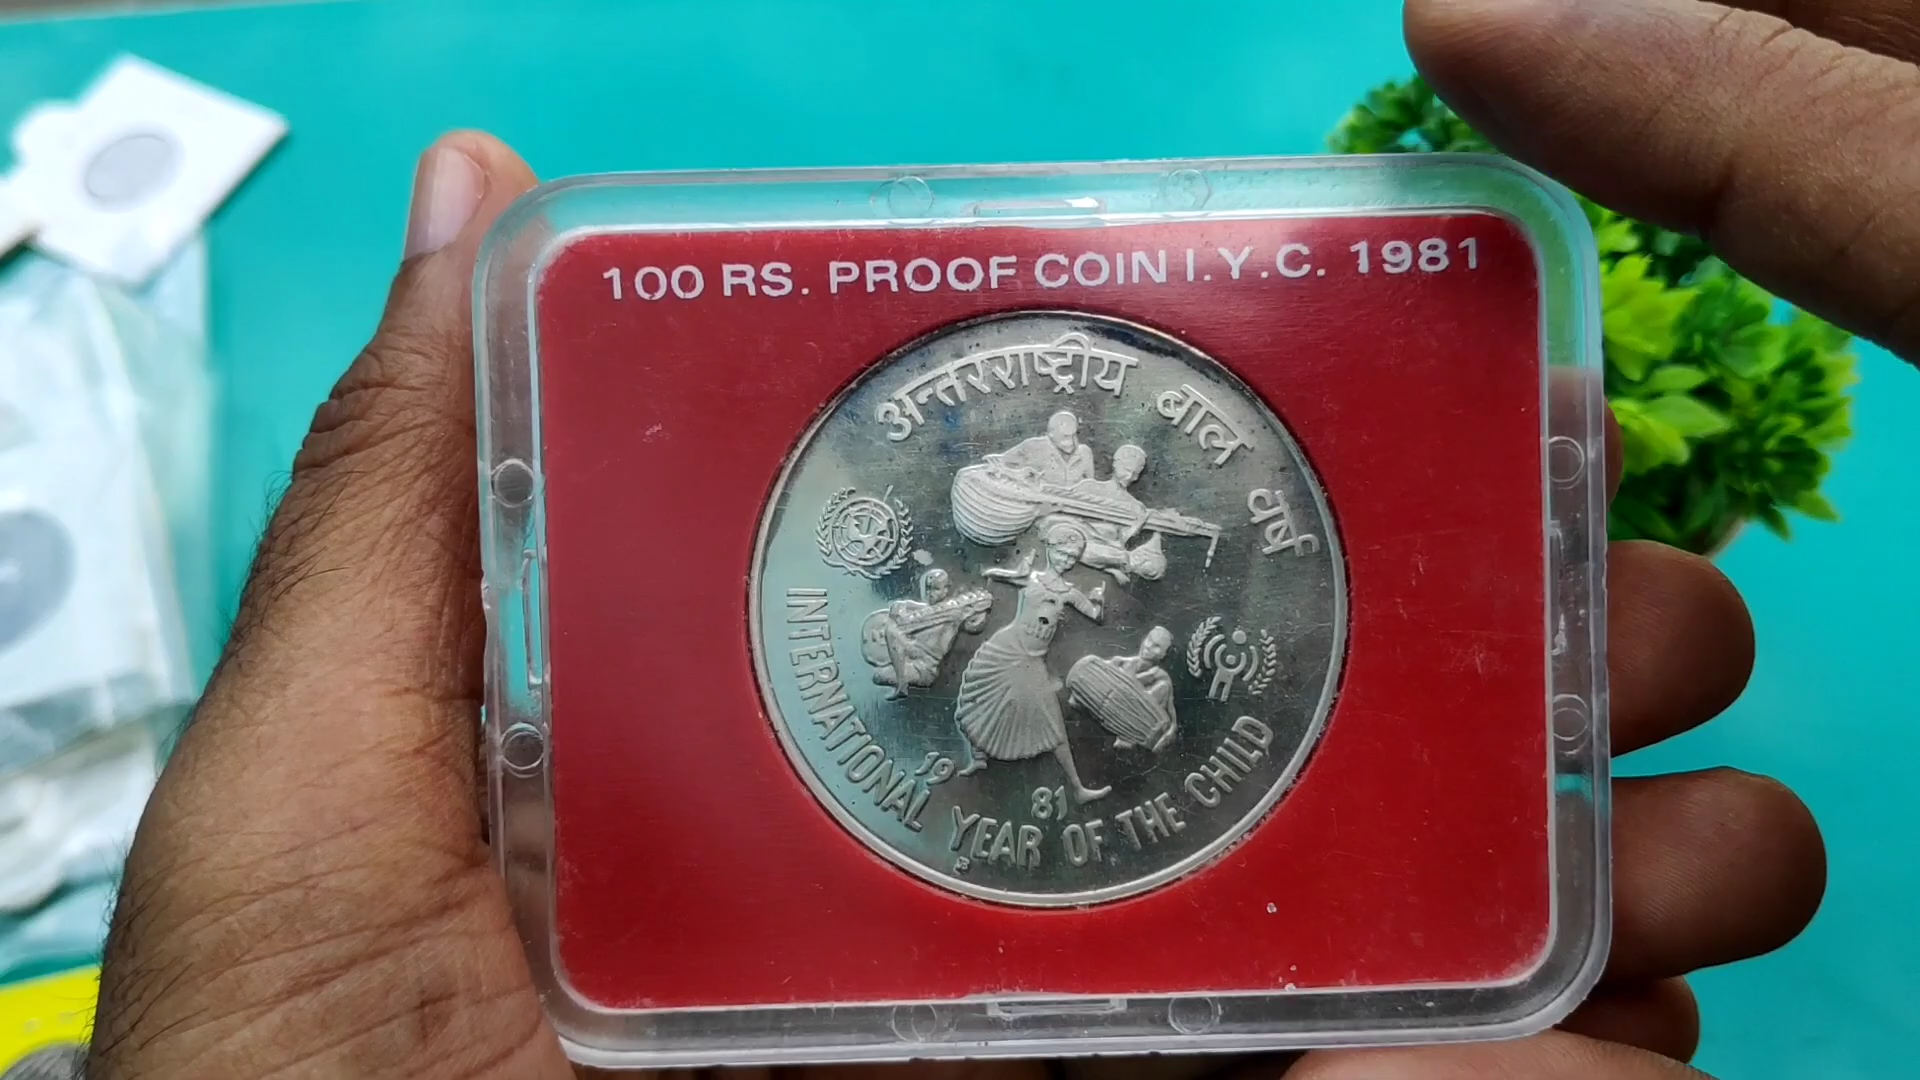 100 RS. PROOF COIN I.Y.C. 1981
अन्तरराष्ट्रीय बाल वर्ष
19 81
INTERNATIONAL YEAR OF THE CHILD
B